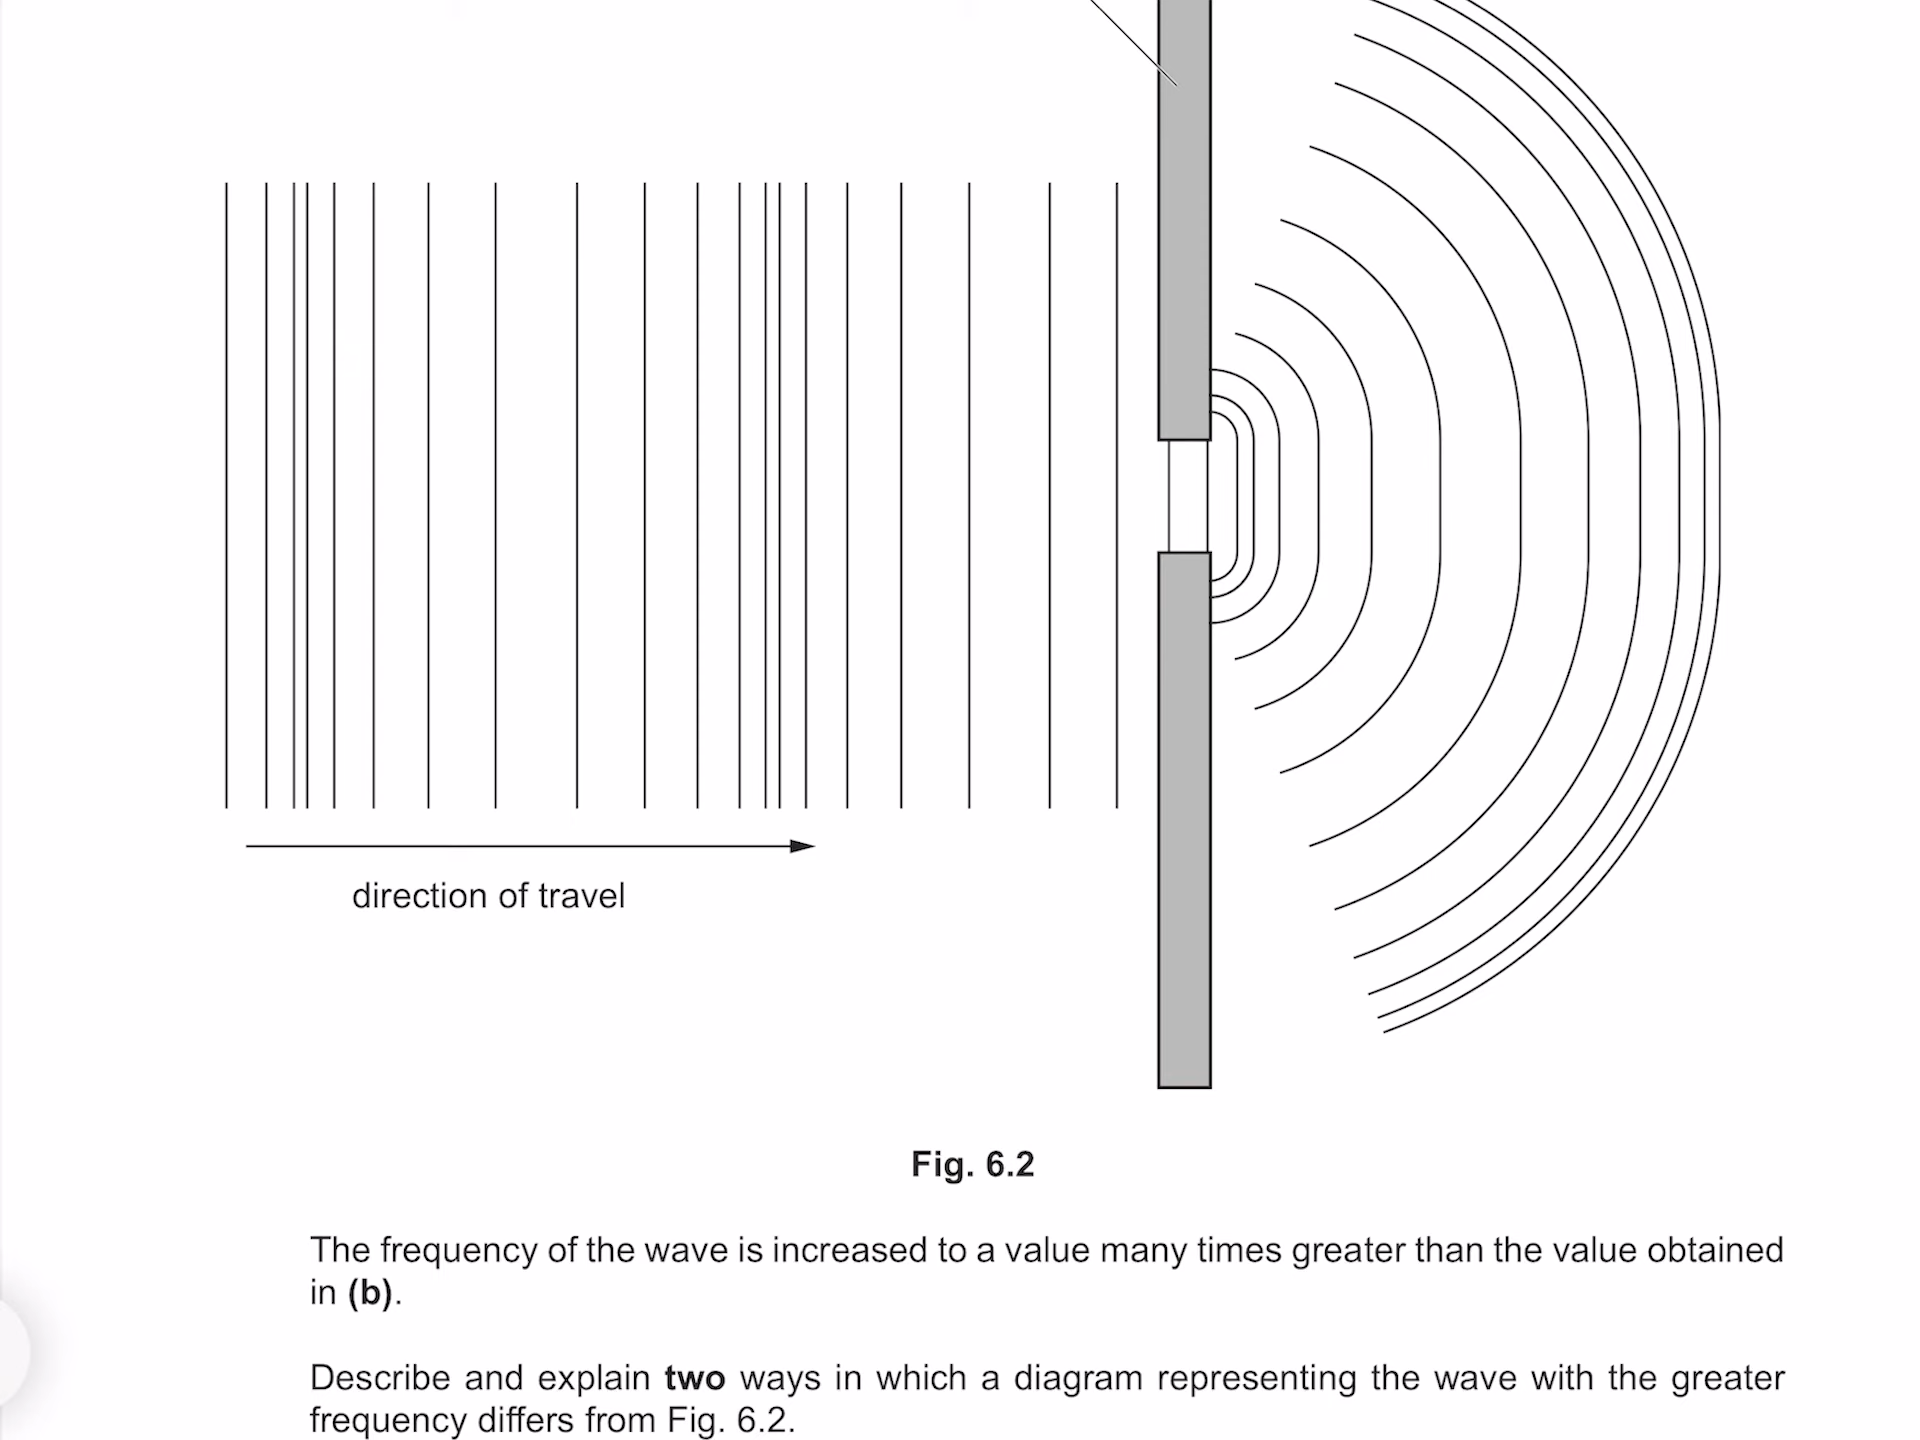 direction of travel
Fig. 6.2
The frequency of the wave is increased to a value many times greater than the value obtained
in (b).
Describe and explain two ways in which a diagram representing the wave with the greater
frequency differs from Fig. 6.2.